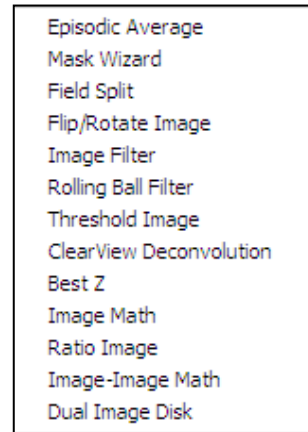 Episodic Average
Mask Wizard
Field Split
Flip/Rotate Image
Image Filter
Rolling Ball Filter
Threshold Image
ClearView Deconvolution
Best Z
Image Math
Ratio Image
Image-Image Math
Dual Image Disk